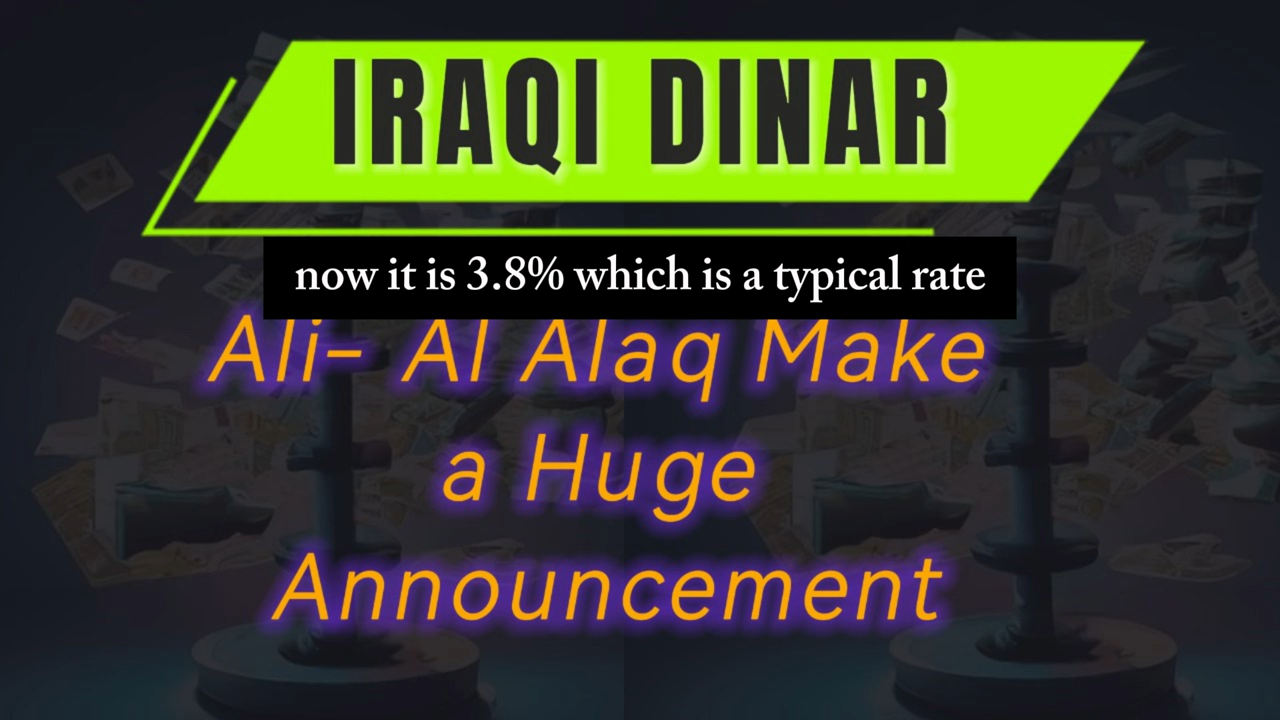 IRAQI DINAR
now it is 3.8% which is a typical rate
Ali- Al Alaq Make
a Huge
Announcement